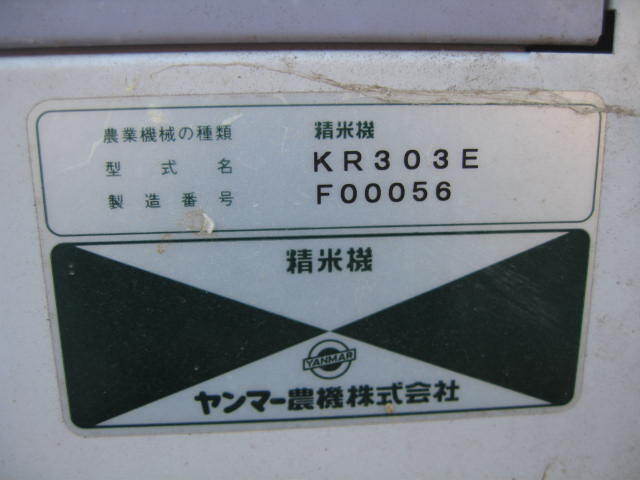 農業機械の種類 精米機
型式名 KR303E
製造番号 F00056
精米機
YANMAR
ヤンマー農機株式会社